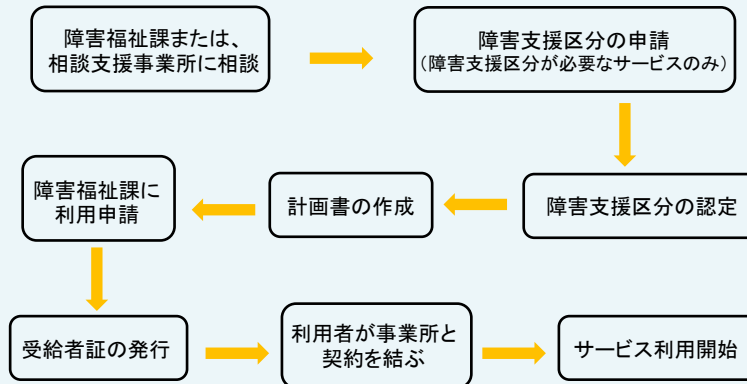 障害福祉課または、
相談支援事業所に相談
障害支援区分の申請
（障害支援区分が必要なサービスのみ）
障害支援区分の認定
計画書の作成
障害福祉課に
利用申請
受給者証の発行
利用者が事業所と
契約を結ぶ
サービス利用開始